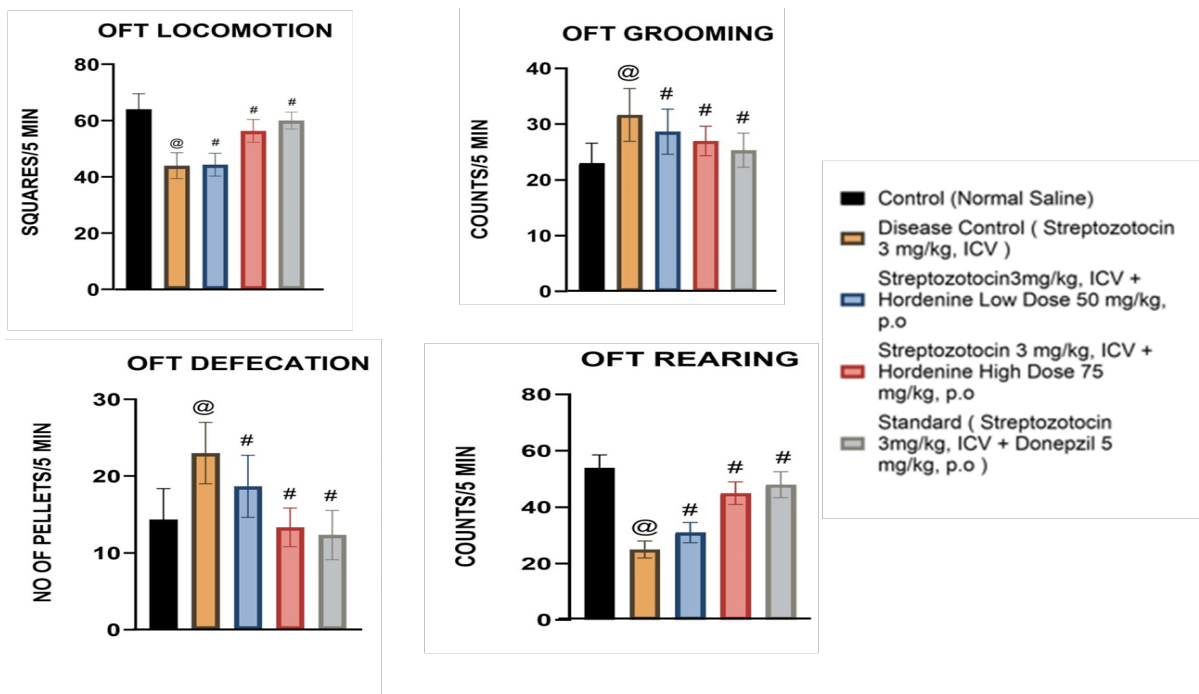 OFT LOCOMOTION
SQUARES/5 MIN
80
60
40
20
0
@
#
#
#
OFT GROOMING
COUNTS/5 MIN
40
30
20
10
0
@
#
#
#
OFT DEFECATION
NO OF PELLETS/5 MIN
30
20
10
0
@
#
#
#
OFT REARING
COUNTS/5 MIN
80
60
40
20
0
@
#
#
#
Control (Normal Saline)
Disease Control ( Streptozotocin
3 mg/kg, ICV )
Streptozotocin3mg/kg, ICV +
Hordenine Low Dose 50 mg/kg,
p.o
Streptozotocin 3 mg/kg, ICV +
Hordenine High Dose 75
mg/kg, p.o
Standard ( Streptozotocin
3mg/kg, ICV + Donepzil 5
mg/kg, p.o )